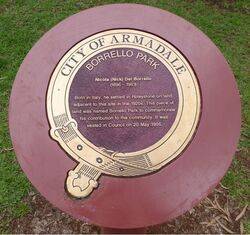 CITY OF ARMADALE
BORRELLO PARK
Nicola (Nick) Del Borrello
Born in Italy, he settled in Roleystone on land
adjacent to this site in the 1920s. This piece of
land was named Borrello Park to commemorate
his contribution to the community. It was
sealed in Council on 20 May 1996.